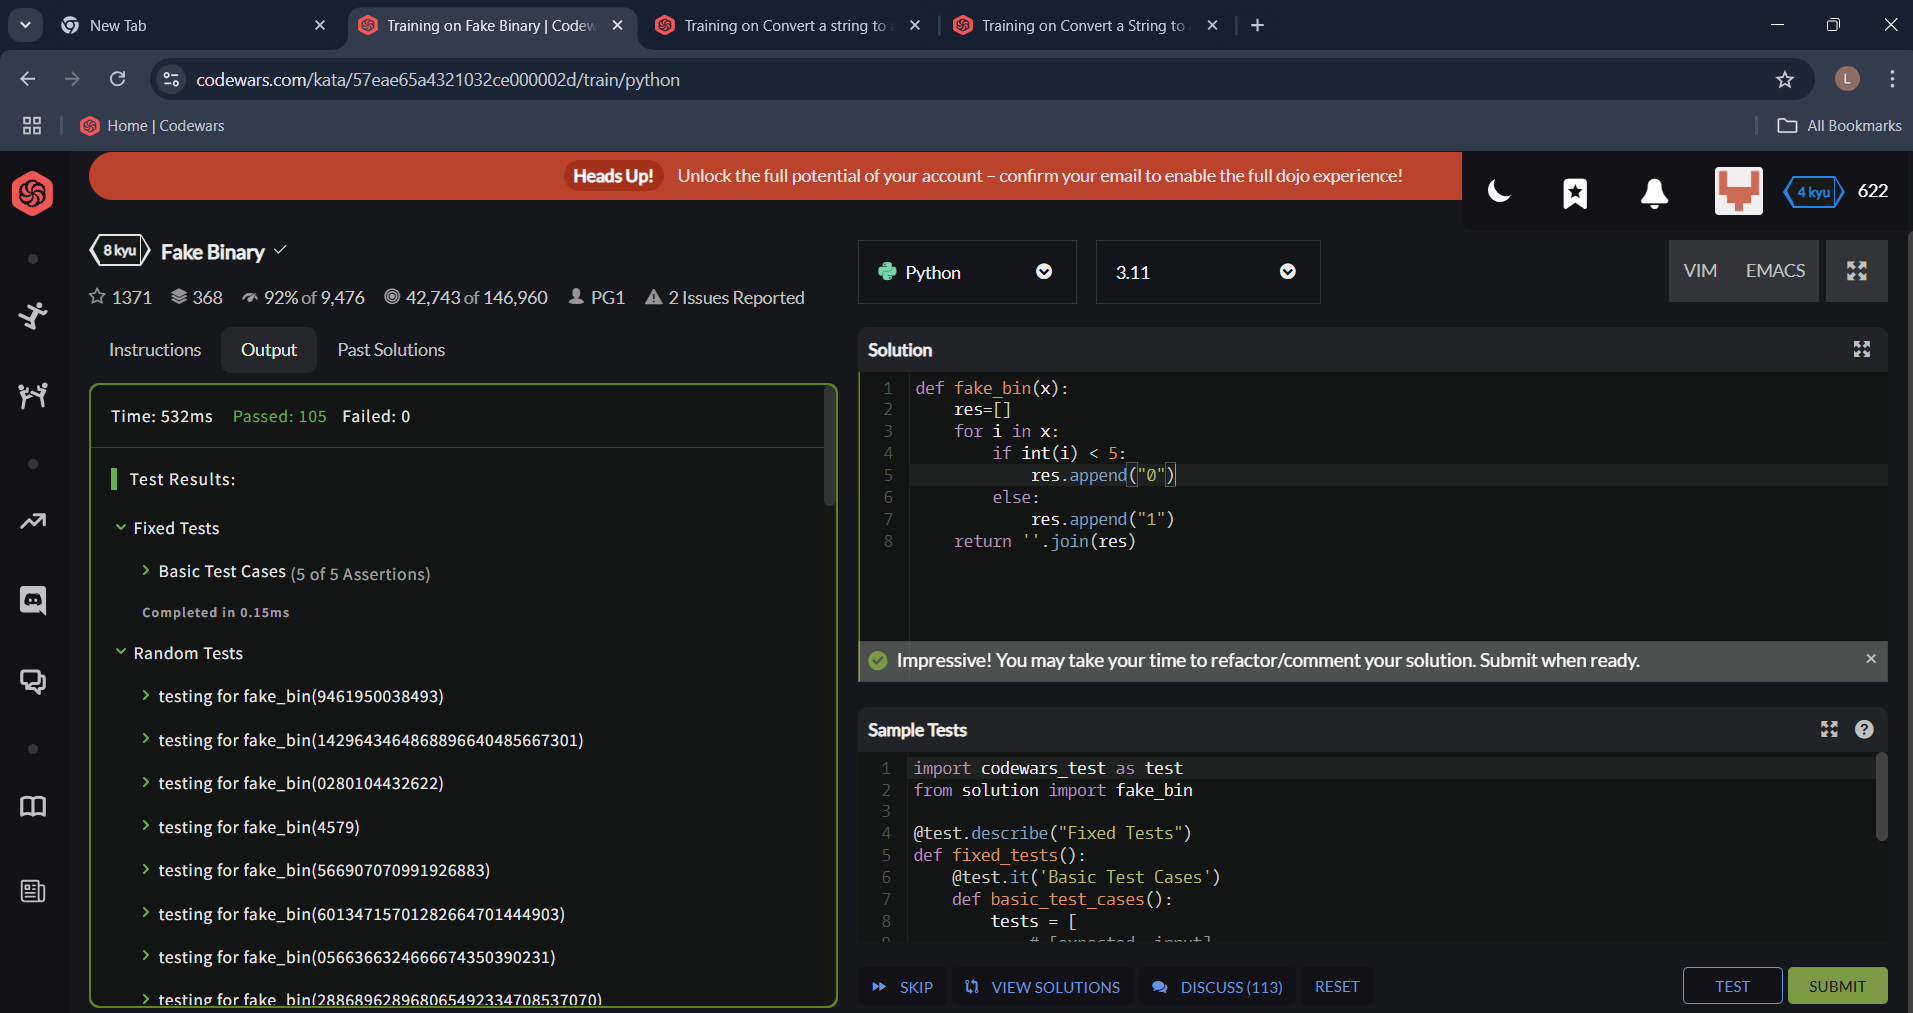 New Tab
Training on Fake Binary | Codew
Training on Convert a string to
Training on Convert a String to
codewars.com/kata/57eae65a4321032ce000002d/train/python
L
Home | Codewars
All Bookmarks
Heads Up! Unlock the full potential of your account – confirm your email to enable the full dojo experience!
4 kyu 622
8 kyu Fake Binary
1371 368 92% of 9,476 42,743 of 146,960 PG1 2 Issues Reported
Python
3.11
VIM EMACS
Instructions Output Past Solutions
Time: 532ms Passed: 105 Failed: 0
Test Results:
Fixed Tests
Basic Test Cases (5 of 5 Assertions)
Completed in 0.15ms
Random Tests
testing for fake_bin(9461950038493)
testing for fake_bin(1429643464868896640485667301)
testing for fake_bin(0280104432622)
testing for fake_bin(4579)
testing for fake_bin(566907070991926883)
testing for fake_bin(60134715701282664701444903)
testing for fake_bin(0566366324666674350390231)
testing for fake_bin(2886896289680654923347085370​70)
Solution
1 def fake_bin(x):
2 res=[]
3 for i in x:
4 if int(i) < 5:
5 res.append("0")
6 else:
7 res.append("1")
8 return ''.join(res)
Impressive! You may take your time to refactor/comment your solution. Submit when ready.
Sample Tests
1 import codewars_test as test
2 from solution import fake_bin
3
4 @test.describe("Fixed Tests")
5 def fixed_tests():
6 @test.it('Basic Test Cases')
7 def basic_test_cases():
8 tests = [
9 # [expected, input]
SKIP VIEW SOLUTIONS DISCUSS (113) RESET
TEST SUBMIT